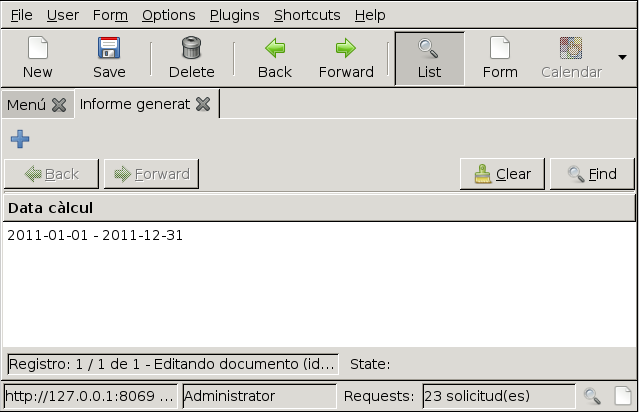 File User Form Options Plugins Shortcuts Help
New Save Delete Back Forward List Form Calendar
Menú Informe generat
Back Forward Clear Find
Data càlcul
2011-01-01 - 2011-12-31
Registro: 1 / 1 de 1 - Editando documento (id... State:
http://127.0.0.1:8069 ... Administrator Requests: 23 solicitud(es)